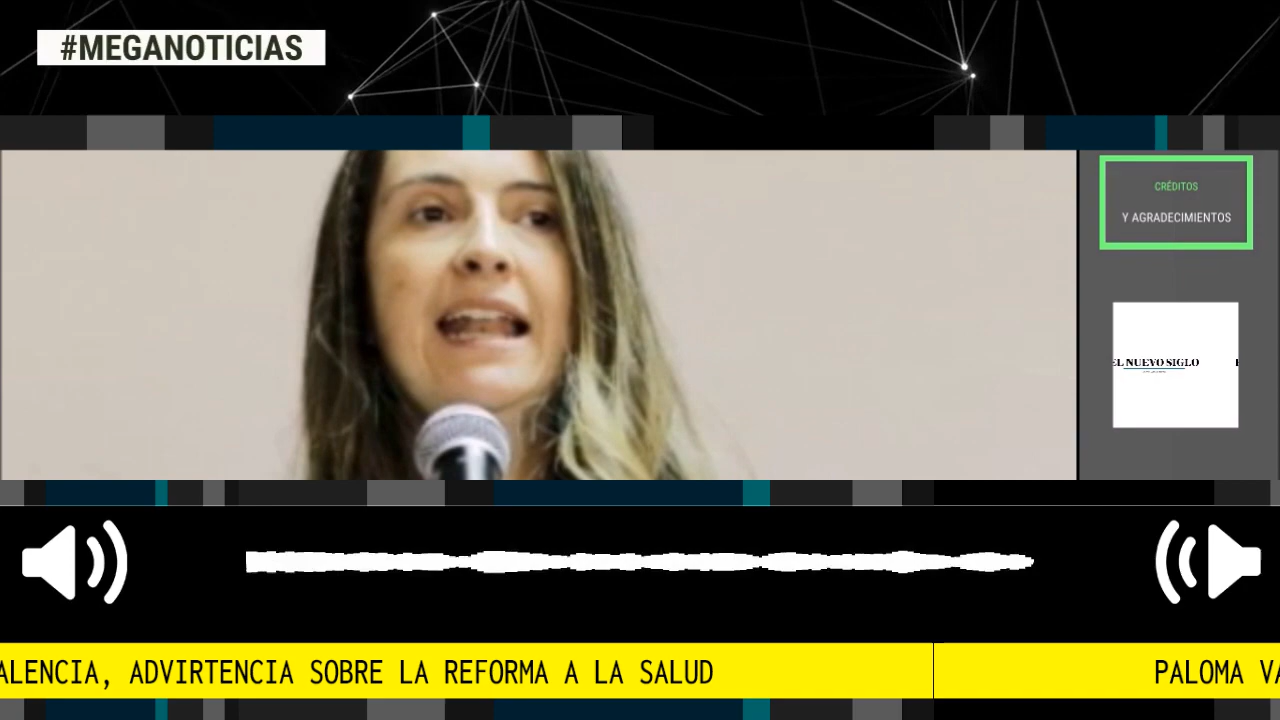 #MEGANOTICIAS
CRÉDITOS
Y AGRADECIMIENTOS
EL NUEVO SIGLO
ALENCIA, ADVIRTENCIA SOBRE LA REFORMA A LA SALUD
PALOMA VA